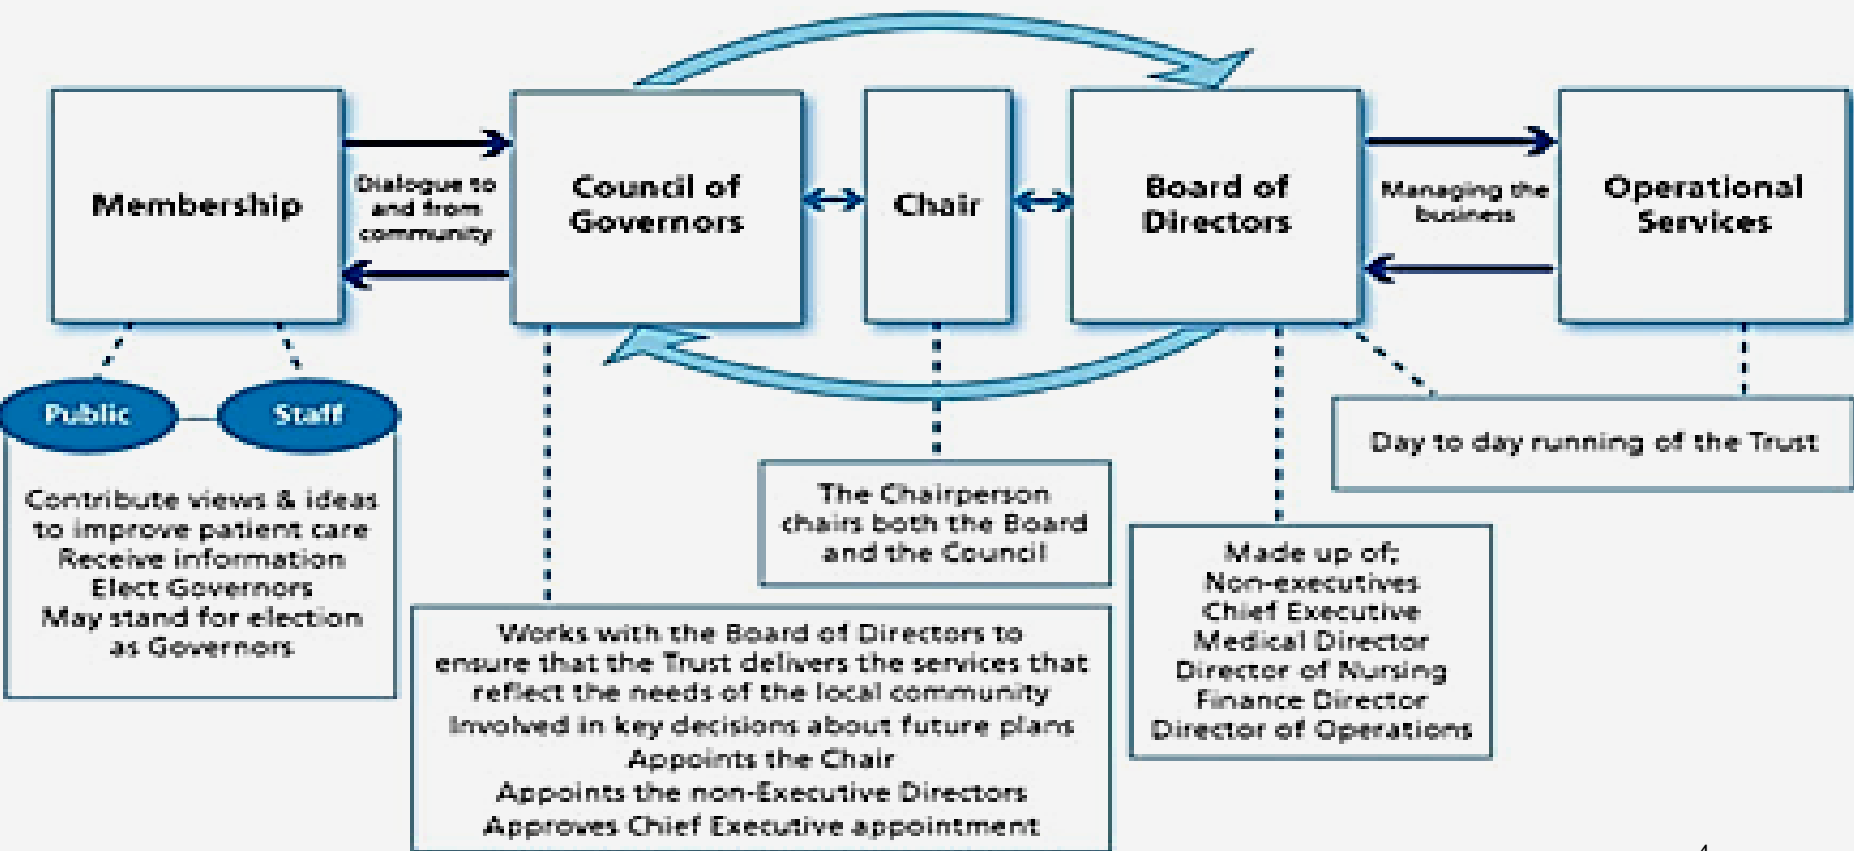 Membership
Dialogue to
and from
community
Council of
Governors
Chair
Board of
Directors
Managing the
business
Operational
Services
Public
Staff
Contribute views & ideas
to improve patient care
Receive information
Elect Governors
May stand for election
as Governors
Works with the Board of Directors to
ensure that the Trust delivers the services that
reflect the needs of the local community
Involved in key decisions about future plans
Appoints the Chair
Appoints the non-Executive Directors
Approves Chief Executive appointment
The Chairperson
chairs both the Board
and the Council
Made up of;
Non-executives
Chief Executive
Medical Director
Director of Nursing
Finance Director
Director of Operations
Day to day running of the Trust